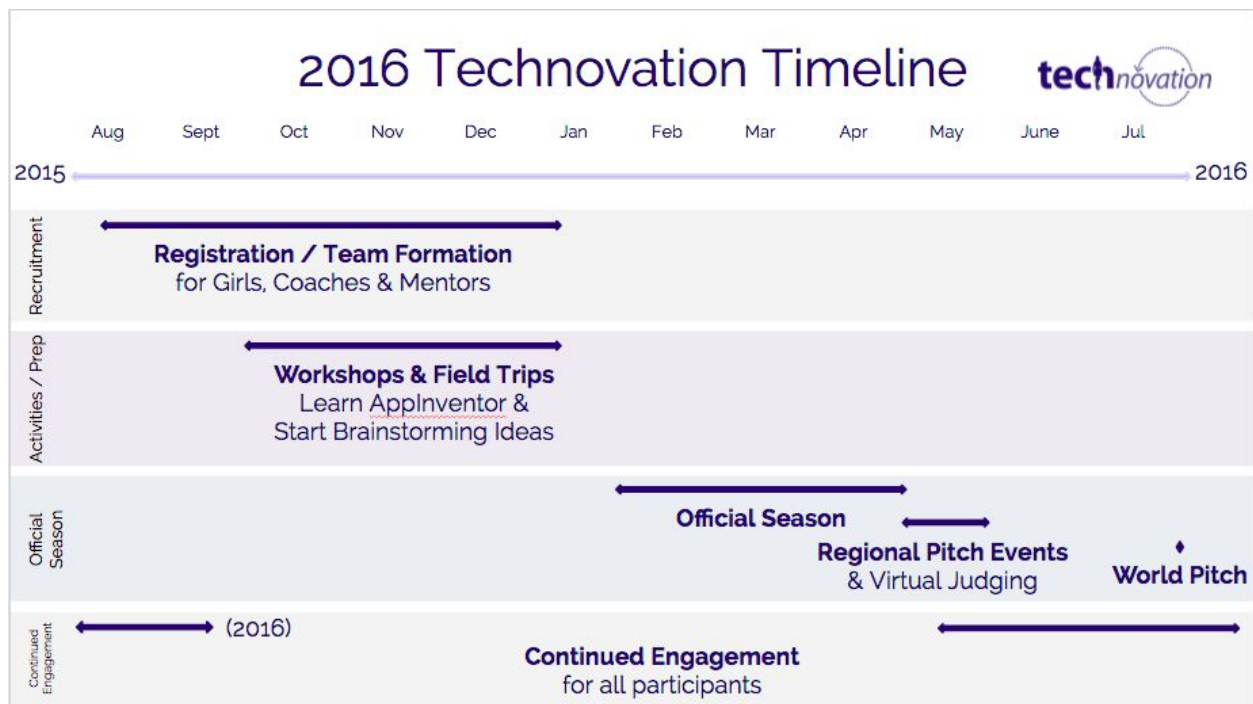 2016 Technovation Timeline
technovation
Aug Sept Oct Nov Dec Jan Feb Mar Apr May June Jul
2015 2016
Recruitment
Registration / Team Formation
for Girls, Coaches & Mentors
Activities / Prep
Workshops & Field Trips
Learn AppInventor &
Start Brainstorming Ideas
Official
Season
Official Season
Regional Pitch Events
& Virtual Judging
World Pitch
Continued
Engagement
(2016)
Continued Engagement
for all participants